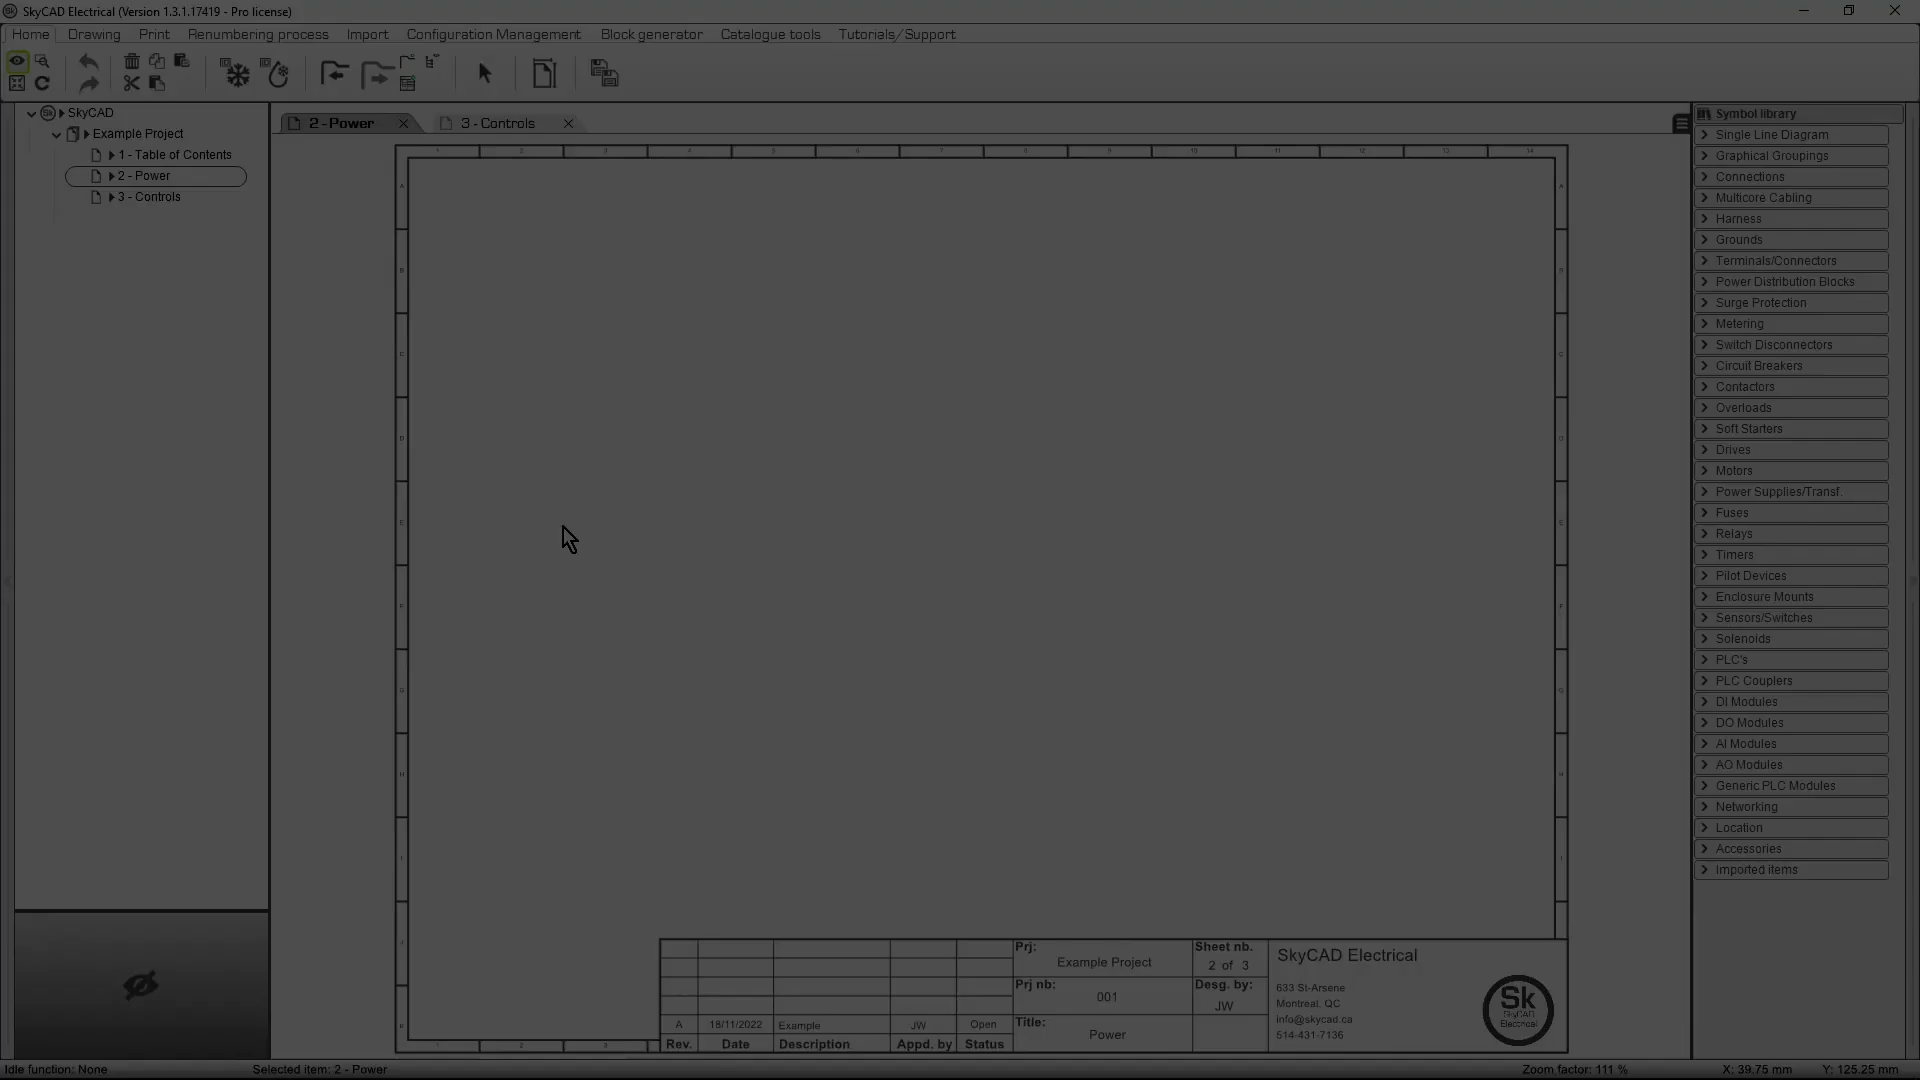 SkyCAD Electrical (Version 1.3.1.17419 - Pro license)
Home Drawing Print Renumbering process Import Configuration Management Block generator Catalogue tools Tutorials/Support
SkyCAD
Example Project
1 - Table of Contents
2 - Power
3 - Controls
2 - Power
3 - Controls
Symbol library
Single Line Diagram
Graphical Groupings
Connections
Multicore Cabling
Harness
Grounds
Terminals/Connectors
Power Distribution Blocks
Surge Protection
Metering
Switch Disconnectors
Circuit Breakers
Contactors
Overloads
Soft Starters
Drives
Motors
Power Supplies/Transf.
Fuses
Relays
Timers
Pilot Devices
Enclosure Mounts
Sensors/Switches
Solenoids
PLC's
PLC Couplers
DI Modules
DO Modules
AI Modules
AO Modules
Generic PLC Modules
Networking
Location
Accessories
Imported items
A 18/11/2022 Example JW Open
Rev. Date Description Appd. by Status
Prj:
Example Project
Prj nb:
001
Title:
Power
Sheet nb.
2 of 3
Desg. by:
JW
SkyCAD Electrical
633 St-Arsene
Montreal, QC
info@skycad.ca
514-431-7136
Sk
SkyCAD
Electrical
Idle function: None
Selected item: 2 - Power
Zoom factor: 111 %
X: 39.75 mm
Y: 125.25 mm